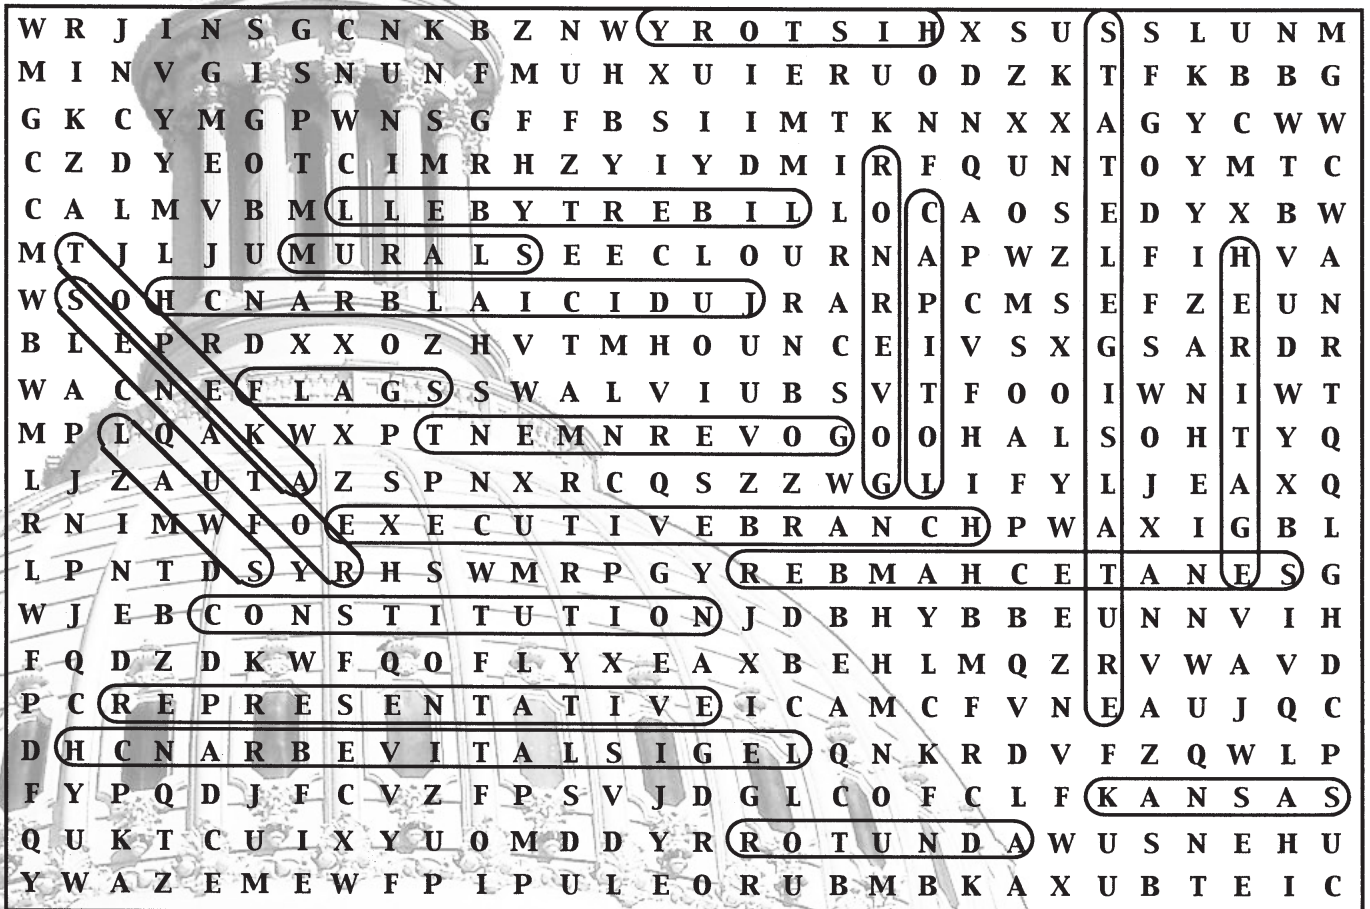 W R J I N S G C N K B Z N W Y R O T S I H X S U S S L U N M
M I N V G I S N U N F M U H X U I E R U O D Z K T F K B B G
G K C Y M G P W N S G F F B S I I M T K N N X X A G Y C W W
C Z D Y E O T C I M R H Z Y I Y D M I R F Q U N T O Y M T C
C A L M V B M L L E B Y T R E B I L L O C A O S E D Y X B W
M T J L J U M U R A L S E E C L O U R N A P W Z L F I H V A
W S O H C N A R B L A I C I D U J R A R P C M S E F Z E U N
B L E P R D X X O Z H V T M H O U N C E I V S X G S A R D R
W A C N E F L A G S S W A L V I U B S V T F O O I W N I W T
M P L Q A K W X P T N E M N R E V O G O O H A L S O H T Y Q
L J Z A U T A Z S P N X R C Q S Z Z W G L I F Y L J E A X Q
R N I M W F O E X E C U T I V E B R A N C H P W A X I G B L
L P N T D S Y R H S W M R P G Y R E B M A H C E T A N E S G
W J E B C O N S T I T U T I O N J D B H Y B B E U N N V I H
F Q D Z D K W F Q O F L Y X E A X B E H L M Q Z R V W A V D
P C R E P R E S E N T A T I V E I C A M C F V N E A U J Q C
D H C N A R B E V I T A L S I G E L Q N K R D V F Z Q W L P
F Y P Q D J F C V Z F P S V J D G L C O F C L F K A N S A S
Q U K T C U I X Y U O M D D Y R R O T U N D A W U S N E H U
Y W A Z E M E W F P I P U L E O R U B M B K A X U B T E I C